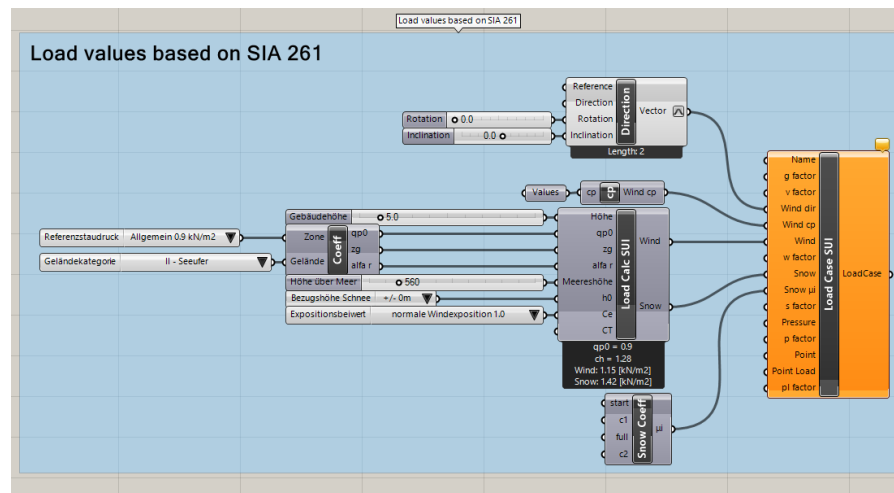 Load values based on SIA 261
Load values based on SIA 261
Reference
Direction
Rotation
Inclination
Direction
Vector
Length: 2
Rotation 0.0
Inclination 0.0
Values
cp cp Wind cp
Gebäudehöhe 5.0
Referenzstaudruck Allgemein 0.9 kN/m2
Geländekategorie II - Seeufer
Zone
Gelände
Coeff
qp0
zg
alfa r
Höhe über Meer 560
Bezugshöhe Schnee +/- 0m
Expositionsbeiwert normale Windexposition 1.0
Höhe
qp0
zg
alfa r
Meereshöhe
h0
Ce
CT
Load Calc SUI
Wind
Snow
qp0 = 0.9
ch = 1.28
Wind: 1.15 [kN/m2]
Snow: 1.42 [kN/m2]
start
c1
full
c2
Snow Coeff
µi
Name
g factor
v factor
Wind dir
Wind cp
Wind
w factor
Snow
Snow µi
s factor
Pressure
p factor
Point
Point Load
pl factor
Load Case SUI
LoadCase